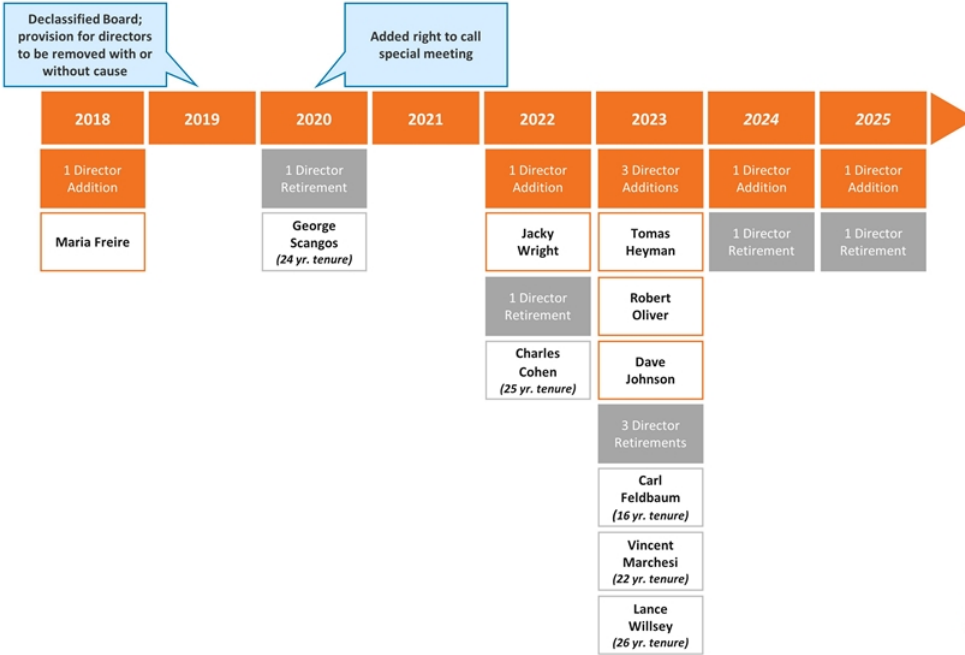 Declassified Board;
provision for directors
to be removed with or
without cause
Added right to call
special meeting
2018
2019
2020
2021
2022
2023
2024
2025
1 Director
Addition
1 Director
Retirement
1 Director
Addition
3 Director
Additions
1 Director
Addition
1 Director
Addition
Maria Freire
George
Scangos
(24 yr. tenure)
Jacky
Wright
Tomas
Heyman
1 Director
Retirement
1 Director
Retirement
1 Director
Retirement
Robert
Oliver
Charles
Cohen
(25 yr. tenure)
Dave
Johnson
3 Director
Retirements
Carl
Feldbaum
(16 yr. tenure)
Vincent
Marchesi
(22 yr. tenure)
Lance
Willsey
(26 yr. tenure)